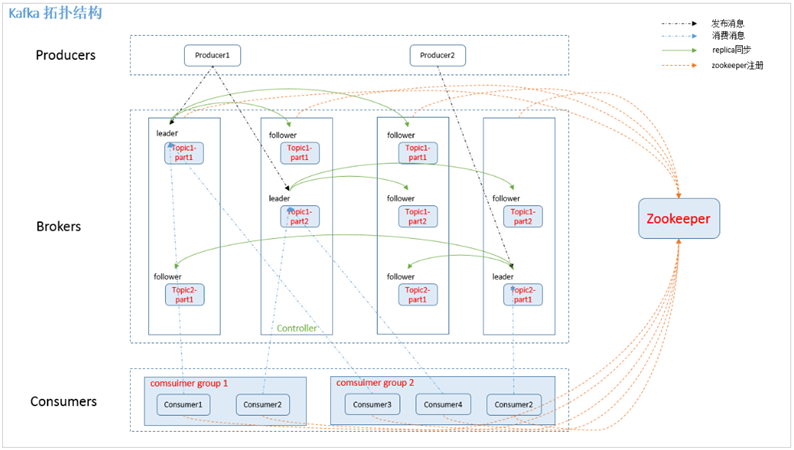 Kafka 拓扑结构
发布消息
消费消息
replica同步
zookeeper注册
Producers
Producer1
Producer2
Brokers
leader
Topic1-
part1
follower
Topic1-
part1
follower
Topic1-
part1
leader
Topic1-
part2
follower
Topic1-
part2
follower
Topic1-
part2
follower
Topic2-
part1
follower
Topic2-
part1
leader
Topic2-
part1
Controller
Zookeeper
Consumers
comsuimer group 1
Consumer1
Consumer2
comsuimer group 2
Consumer3
Consumer4
Consumer2